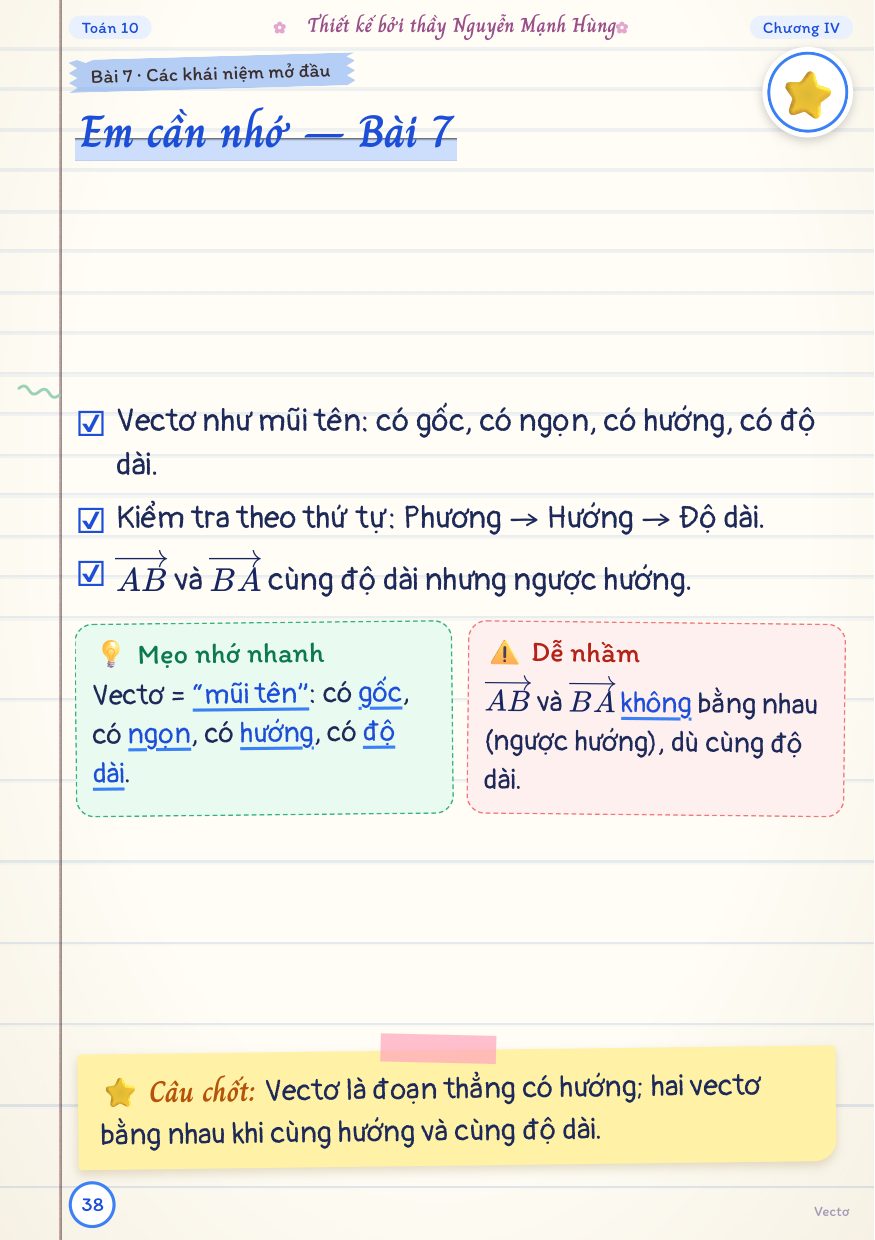 Toán 10
Thiết kế bởi thầy Nguyễn Mạnh Hùng
Chương IV
Bài 7 · Các khái niệm mở đầu
Em cần nhớ — Bài 7
Vectơ như mũi tên: có gốc, có ngọn, có hướng, có độ
dài.
Kiểm tra theo thứ tự: Phương → Hướng → Độ dài.
$\overrightarrow{AB}$ và $\overrightarrow{BA}$ cùng độ dài nhưng ngược hướng.
Mẹo nhớ nhanh
Vectơ = “mũi tên”: có gốc,
có ngọn, có hướng, có độ
dài.
Dễ nhầm
$\overrightarrow{AB}$ và $\overrightarrow{BA}$ không bằng nhau
(ngược hướng), dù cùng độ
dài.
Câu chốt: Vectơ là đoạn thẳng có hướng; hai vectơ
bằng nhau khi cùng hướng và cùng độ dài.
38
Vectơ